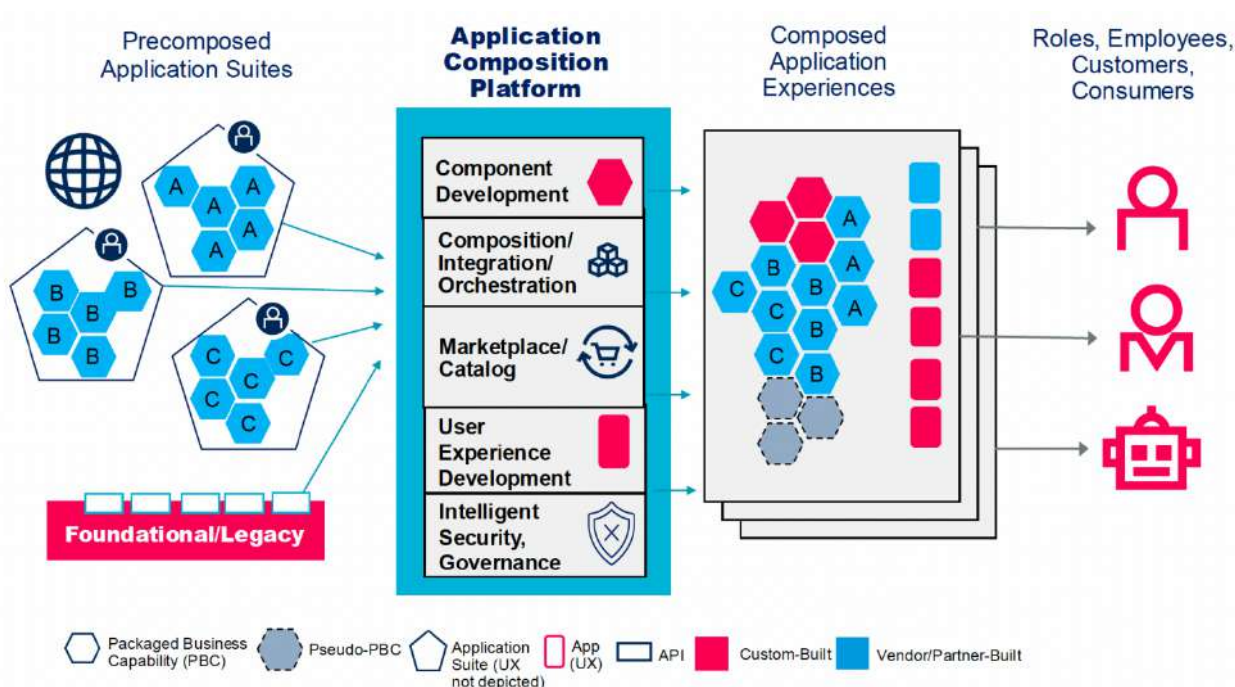 Precomposed
Application Suites
Application
Composition
Platform
Composed
Application
Experiences
Roles, Employees,
Customers,
Consumers
A
A
A
A
A
B
B
B
B
B
C
C
C
C
C
Foundational/Legacy
Component
Development
Composition/
Integration/
Orchestration
Marketplace/
Catalog
User
Experience
Development
Intelligent
Security,
Governance
A
B
A
C
B
C
A
B
C
B
Packaged Business
Capability (PBC)
Pseudo-PBC
Application
Suite (UX
not depicted)
App
(UX)
API
Custom-Built
Vendor/Partner-Built